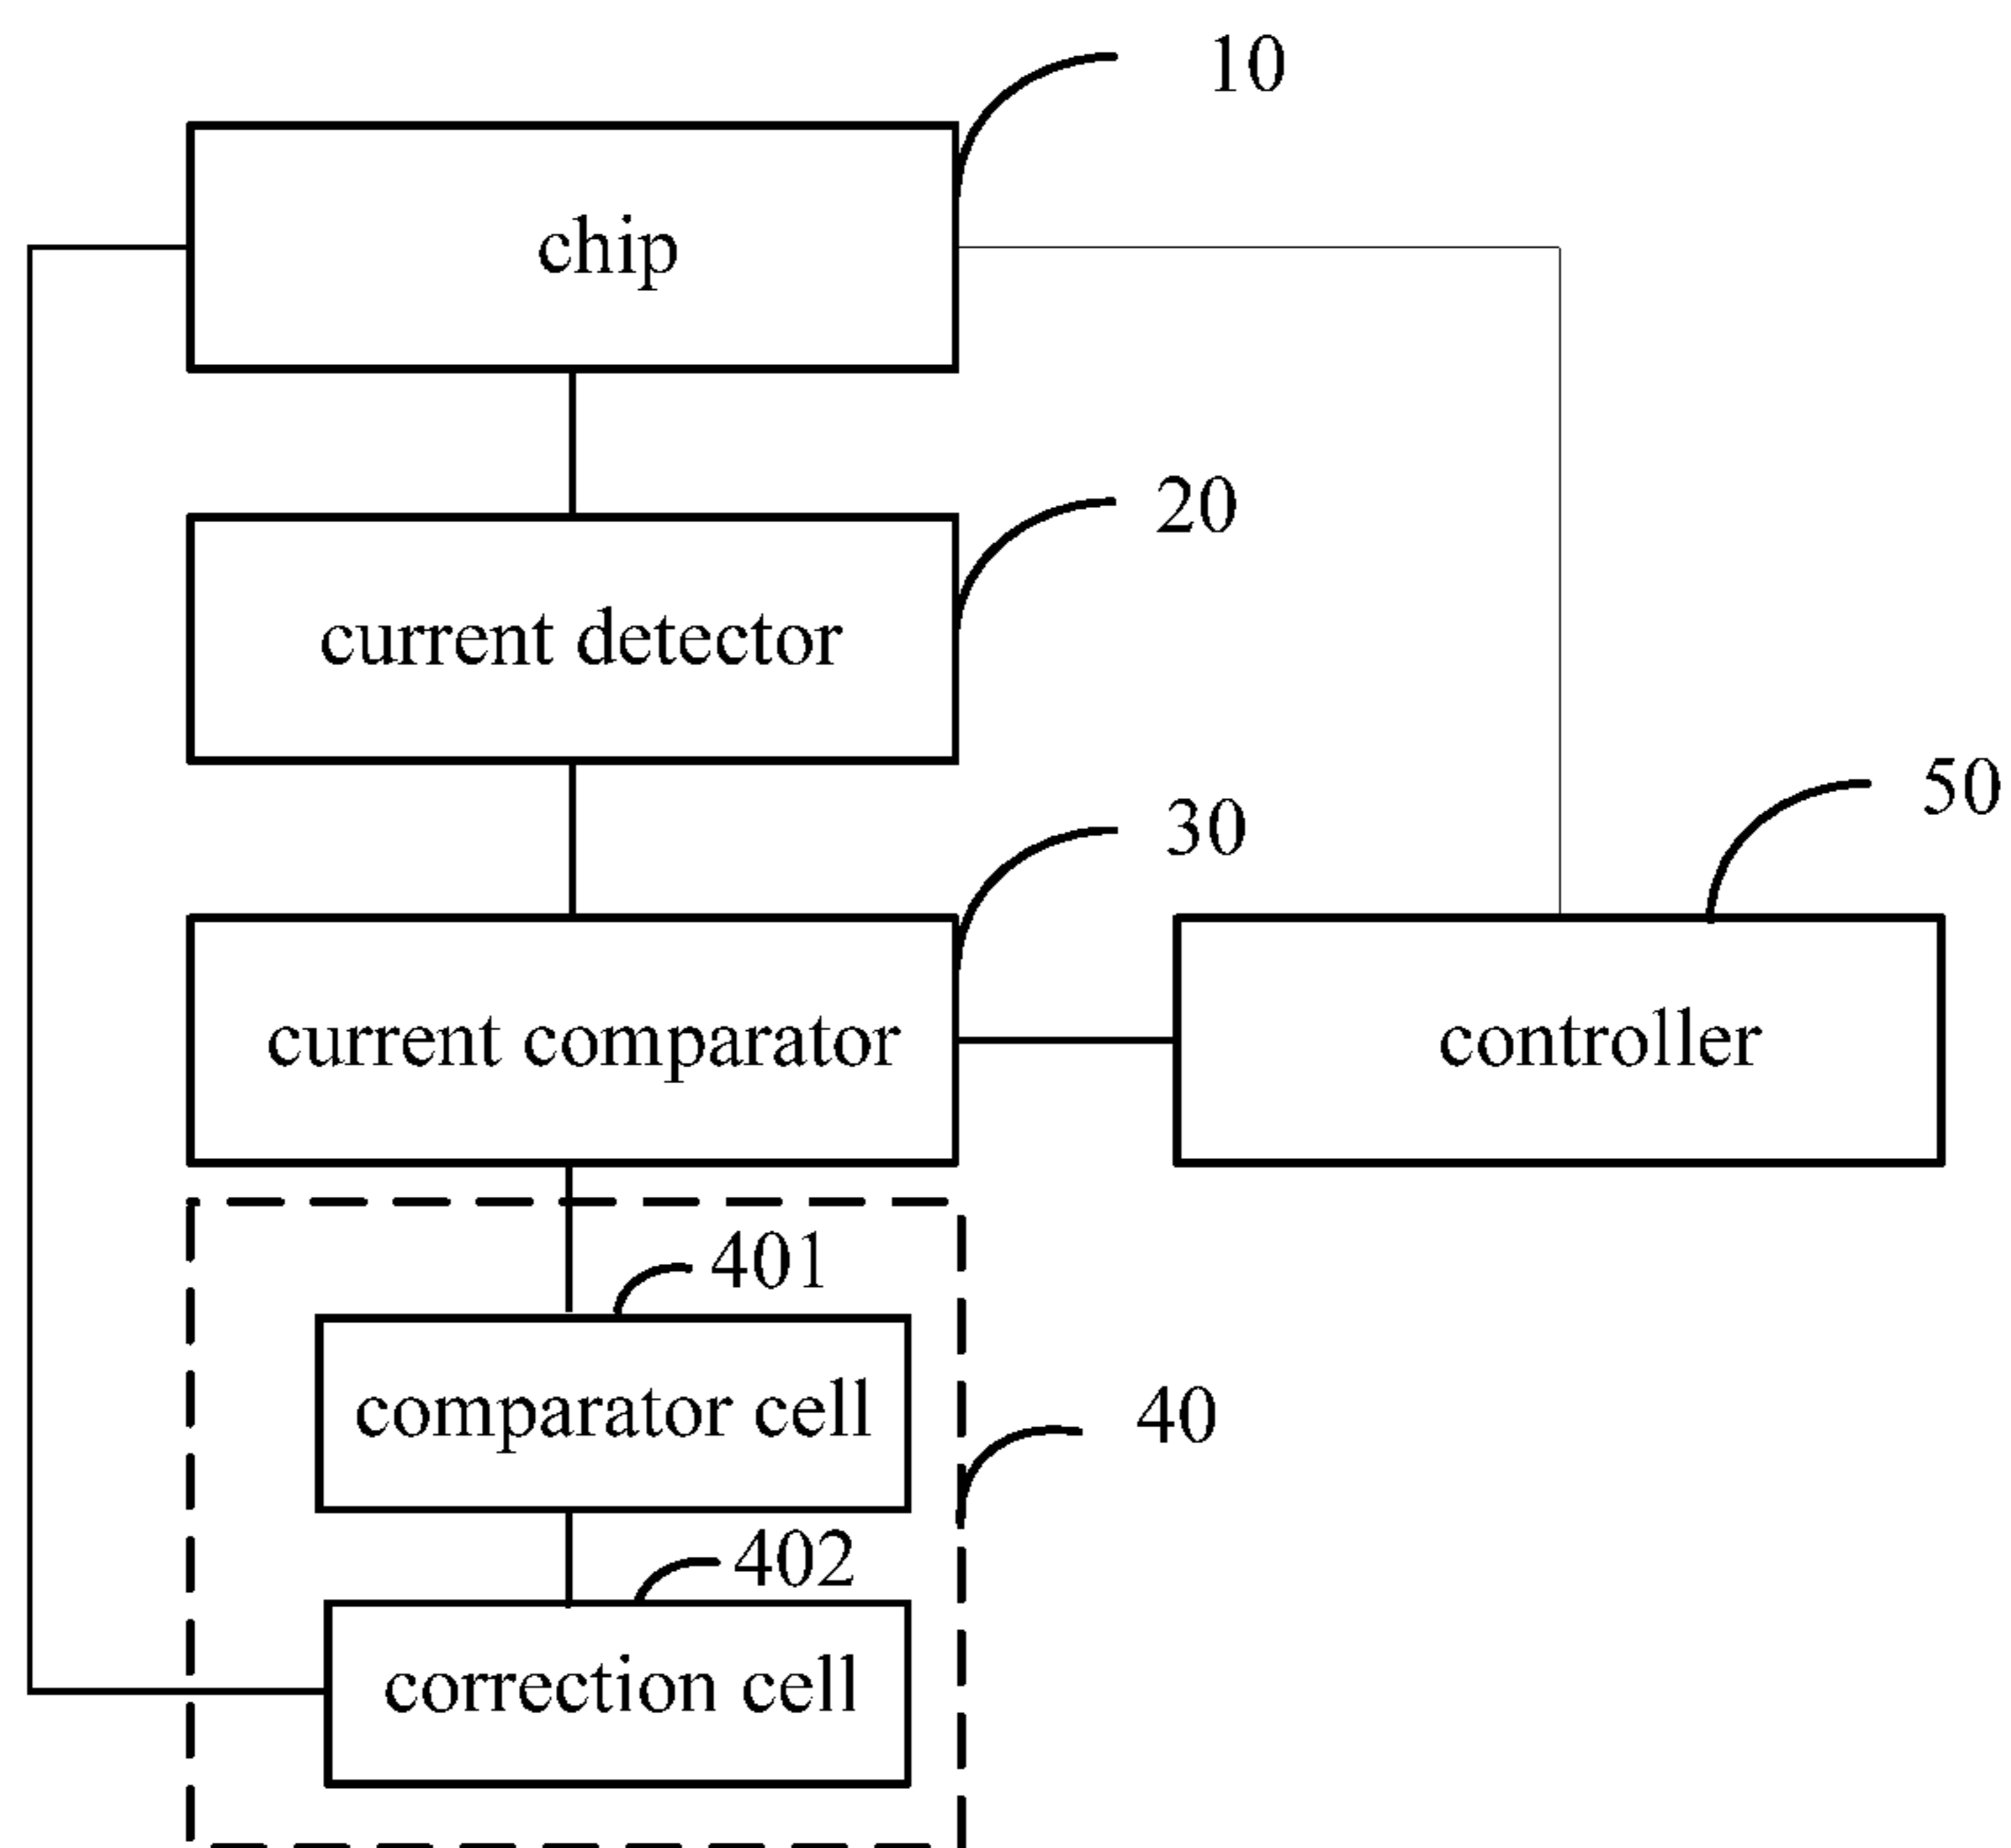 10
chip
20
current detector
30
50
current comparator
controller
401
comparator cell
40
402
correction cell